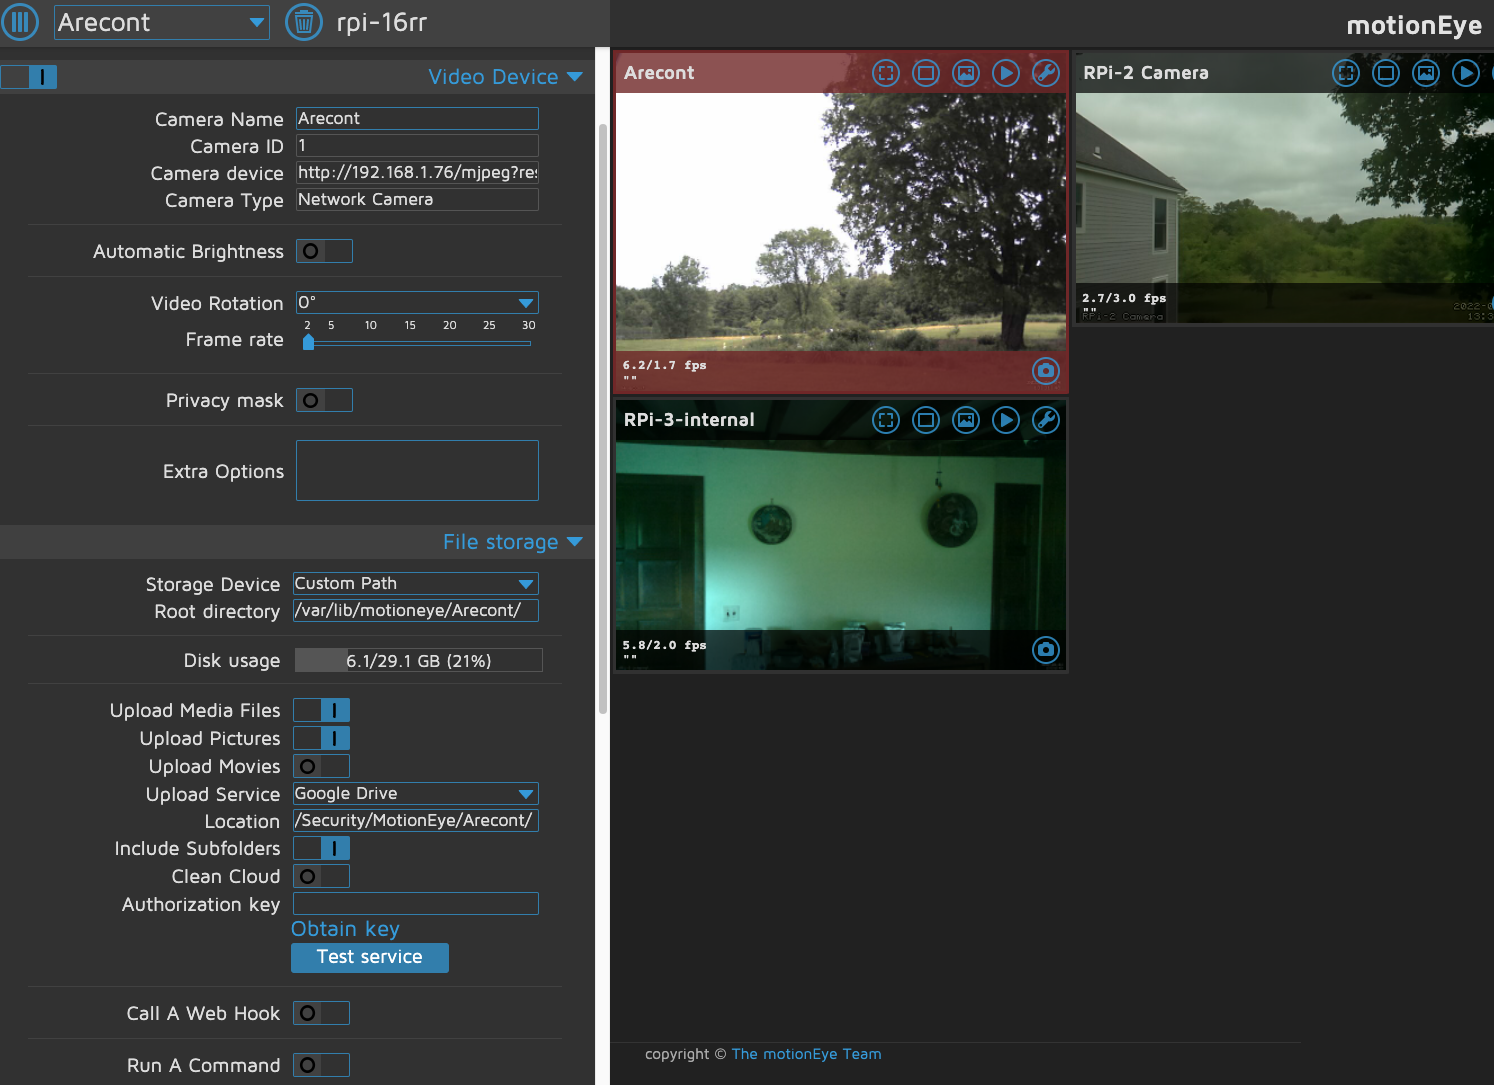 Arecont
rpi-16rr
motionEye
Video Device
Camera Name Arecont
Camera ID 1
Camera device http://192.168.1.76/mjpeg?res
Camera Type Network Camera
Automatic Brightness
Video Rotation 0°
2 5 10 15 20 25 30
Frame rate
Privacy mask
Extra Options
File storage
Storage Device Custom Path
Root directory /var/lib/motioneye/Arecont/
Disk usage 6.1/29.1 GB (21%)
Upload Media Files
Upload Pictures
Upload Movies
Upload Service Google Drive
Location /Security/MotionEye/Arecont/
Include Subfolders
Clean Cloud
Authorization key
Obtain key
Test service
Call A Web Hook
Run A Command
Arecont
6.2/1.7 fps
""
RPi-2 Camera
2.7/3.0 fps
""
RPi-2 Camera
2022-0
13:3
RPi-3-internal
5.8/2.0 fps
""
copyright © The motionEye Team